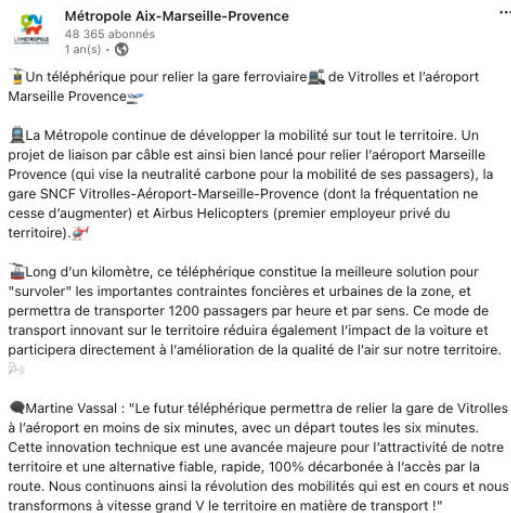 Métropole Aix-Marseille-Provence
48 365 abonnés
1 an(s) •
LA METROPOLE
🚡Un téléphérique pour relier la gare ferroviaire🚉 de Vitrolles et l'aéroport
Marseille Provence🛫
🚆La Métropole continue de développer la mobilité sur tout le territoire. Un
projet de liaison par câble est ainsi bien lancé pour relier l'aéroport Marseille
Provence (qui vise la neutralité carbone pour la mobilité de ses passagers), la
gare SNCF Vitrolles-Aéroport-Marseille-Provence (dont la fréquentation ne
cesse d'augmenter) et Airbus Helicopters (premier employeur privé du
territoire).🚁
🚠Long d'un kilomètre, ce téléphérique constitue la meilleure solution pour
"survoler" les importantes contraintes foncières et urbaines de la zone, et
permettra de transporter 1200 passagers par heure et par sens. Ce mode de
transport innovant sur le territoire réduira également l'impact de la voiture et
participera directement à l'amélioration de la qualité de l'air sur notre territoire.
🌬
🗨Martine Vassal : "Le futur téléphérique permettra de relier la gare de Vitrolles
à l'aéroport en moins de six minutes, avec un départ toutes les six minutes.
Cette innovation technique est une avancée majeure pour l'attractivité de notre
territoire et une alternative fiable, rapide, 100% décarbonée à l'accès par la
route. Nous continuons ainsi la révolution des mobilités qui est en cours et nous
transformons à vitesse grand V le territoire en matière de transport !"